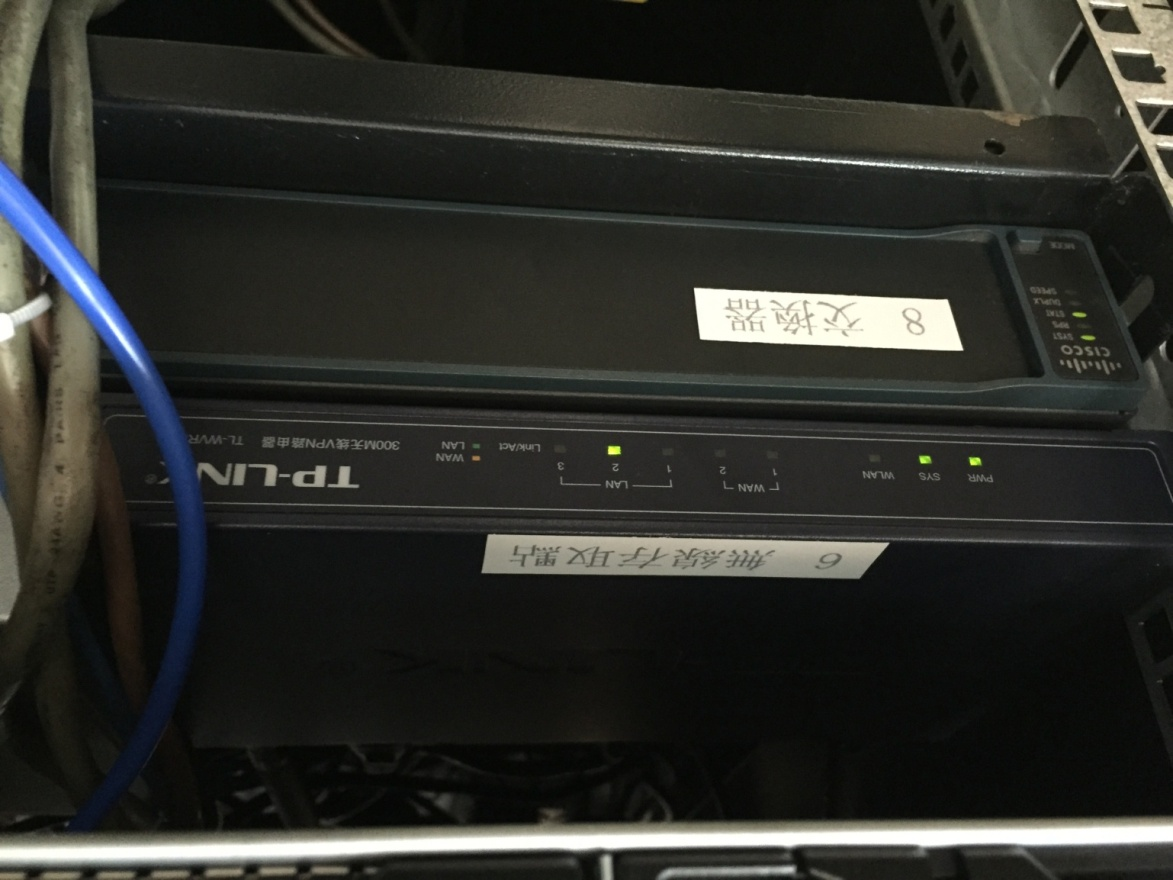 6 無線存取點
PWR
SYS
WLAN
WAN
1
2
LAN
1
2
3
Link/Act
WAN
LAN
TP-LINK®
300M无线VPN路由器 TL-WVR
CISCO
SYST
RPS
STAT
DUPLX
SPEED
MODE
8 交換器